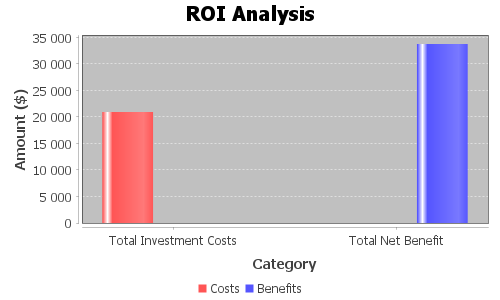 ROI Analysis
35 000
30 000
25 000
20 000
15 000
10 000
5 000
0
Amount ($)
Total Investment Costs
Total Net Benefit
Category
Costs
Benefits